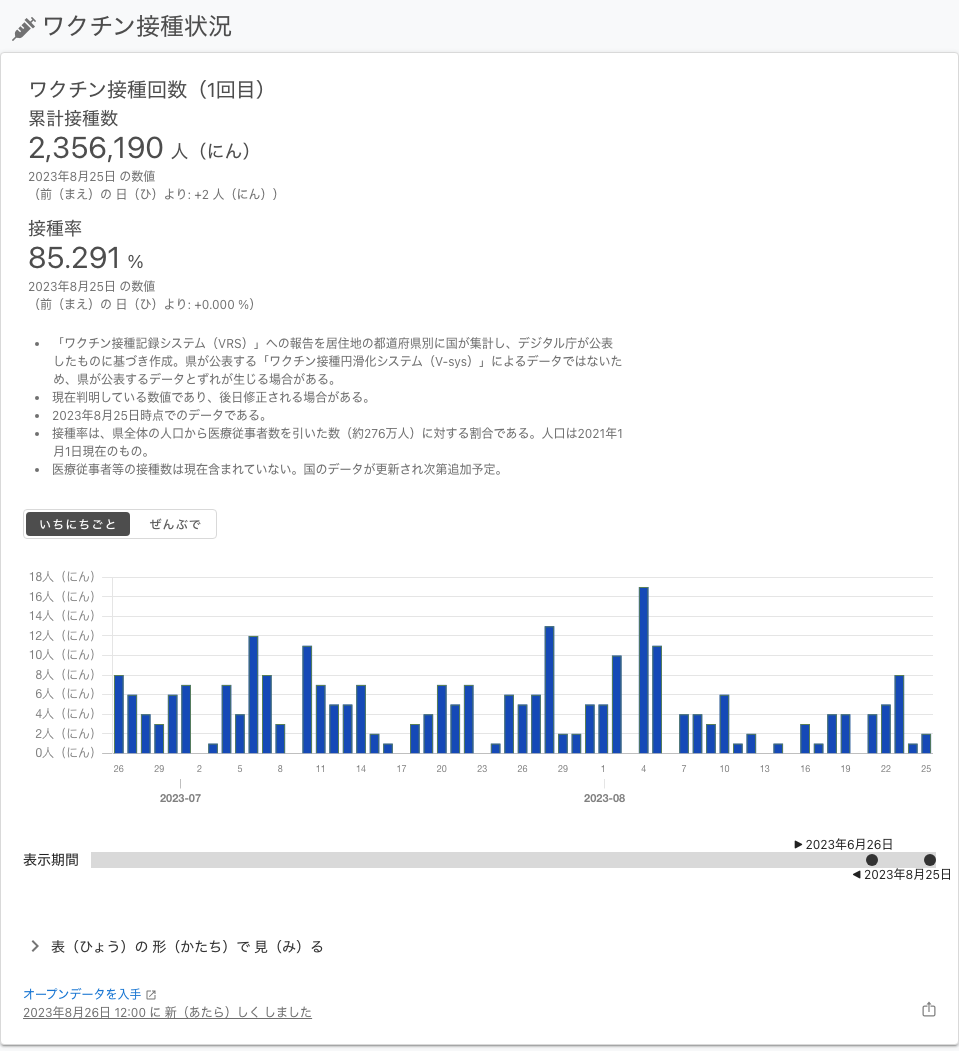 ワクチン接種状況
ワクチン接種回数（1回目）
累計接種数
2,356,190 人（にん）
2023年8月25日 の数値
（前（まえ）の 日（ひ）より: +2 人（にん））
接種率
85.291 %
2023年8月25日 の数値
（前（まえ）の 日（ひ）より: +0.000 %）
• 「ワクチン接種記録システム（VRS）」への報告を居住地の都道府県別に国が集計し、デジタル庁が公表
したものに基づき作成。県が公表する「ワクチン接種円滑化システム（V-sys）」によるデータではないた
め、県が公表するデータとずれが生じる場合がある。
• 現在判明している数値であり、後日修正される場合がある。
• 2023年8月25日時点でのデータである。
• 接種率は、県全体の人口から医療従事者数を引いた数（約276万人）に対する割合である。人口は2021年1
月1日現在のもの。
• 医療従事者等の接種数は現在含まれていない。国のデータが更新され次第追加予定。
いちにちごと ぜんぶで
18人（にん）
16人（にん）
14人（にん）
12人（にん）
10人（にん）
8人（にん）
6人（にん）
4人（にん）
2人（にん）
0人（にん）
26 29 2 5 8 11 14 17 20 23 26 29 1 4 7 10 13 16 19 22 25
2023-07 2023-08
▶ 2023年6月26日
表示期間
◀ 2023年8月25日
表（ひょう）の 形（かたち）で 見（み）る
オープンデータを入手
2023年8月26日 12:00 に 新（あたら）しく しました